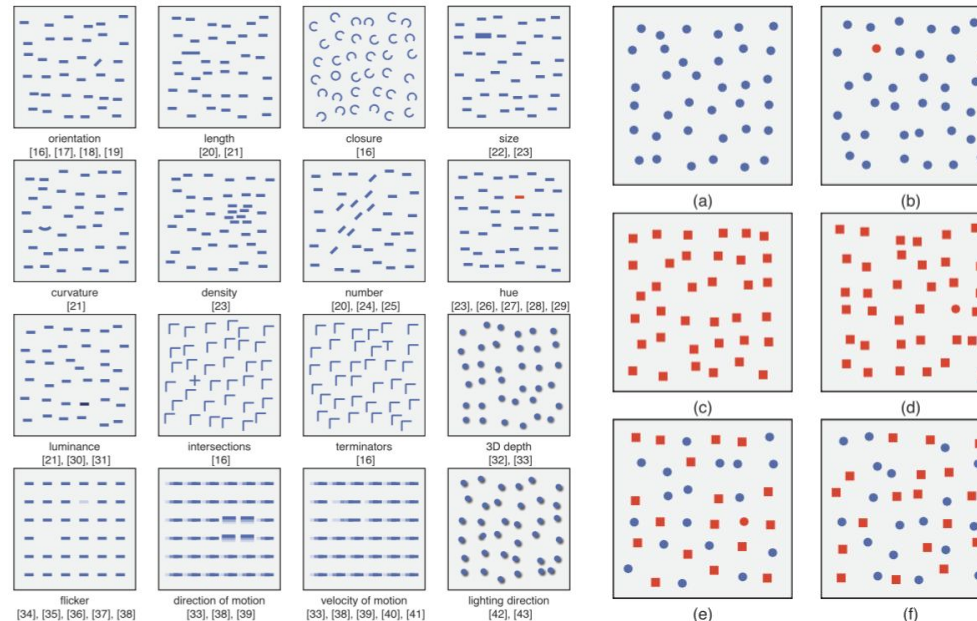 orientation
[16], [17], [18], [19]
length
[20], [21]
closure
[16]
size
[22], [23]
curvature
[21]
density
[23]
number
[20], [24], [25]
hue
[23], [26], [27], [28], [29]
luminance
[21], [30], [31]
intersections
[16]
terminators
[16]
3D depth
[32], [33]
flicker
[34], [35], [36], [37], [38]
direction of motion
[33], [38], [39]
velocity of motion
[33], [38], [39], [40], [41]
lighting direction
[42], [43]
(a)
(b)
(c)
(d)
(e)
(f)